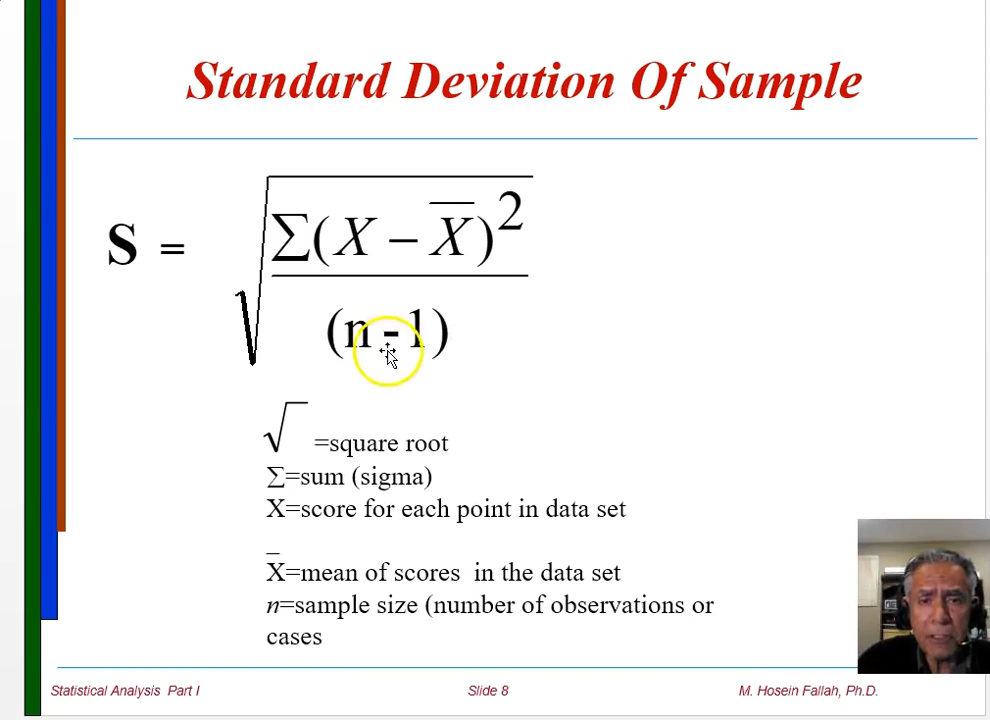 Standard Deviation Of Sample
S = √ Σ(X − X̅)²
(n-1)
√ =square root
Σ=sum (sigma)
X=score for each point in data set
X̅=mean of scores in the data set
n=sample size (number of observations or
cases
Statistical Analysis Part I Slide 8 M. Hosein Fallah, Ph.D.